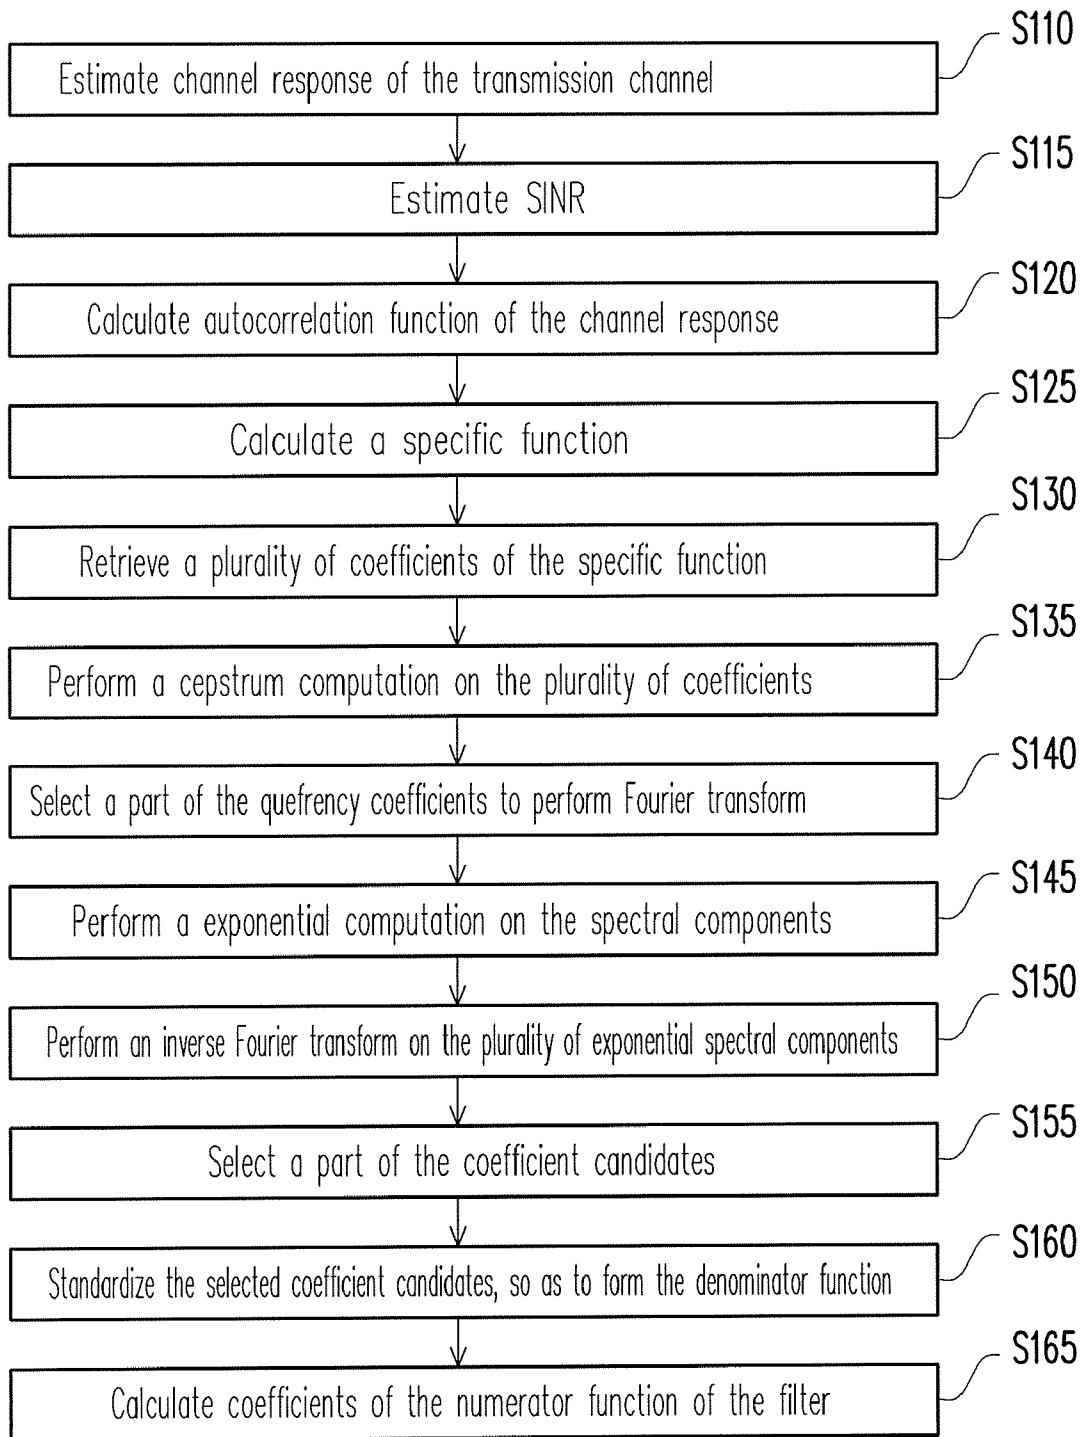 S110
Estimate channel response of the transmission channel
S115
Estimate SINR
S120
Calculate autocorrelation function of the channel response
S125
Calculate a specific function
S130
Retrieve a plurality of coefficients of the specific function
S135
Perform a cepstrum computation on the plurality of coefficients
S140
Select a part of the quefrency coefficients to perform Fourier transform
S145
Perform a exponential computation on the spectral components
S150
Perform an inverse Fourier transform on the plurality of exponential spectral components
S155
Select a part of the coefficient candidates
S160
Standardize the selected coefficient candidates, so as to form the denominator function
S165
Calculate coefficients of the numerator function of the filter